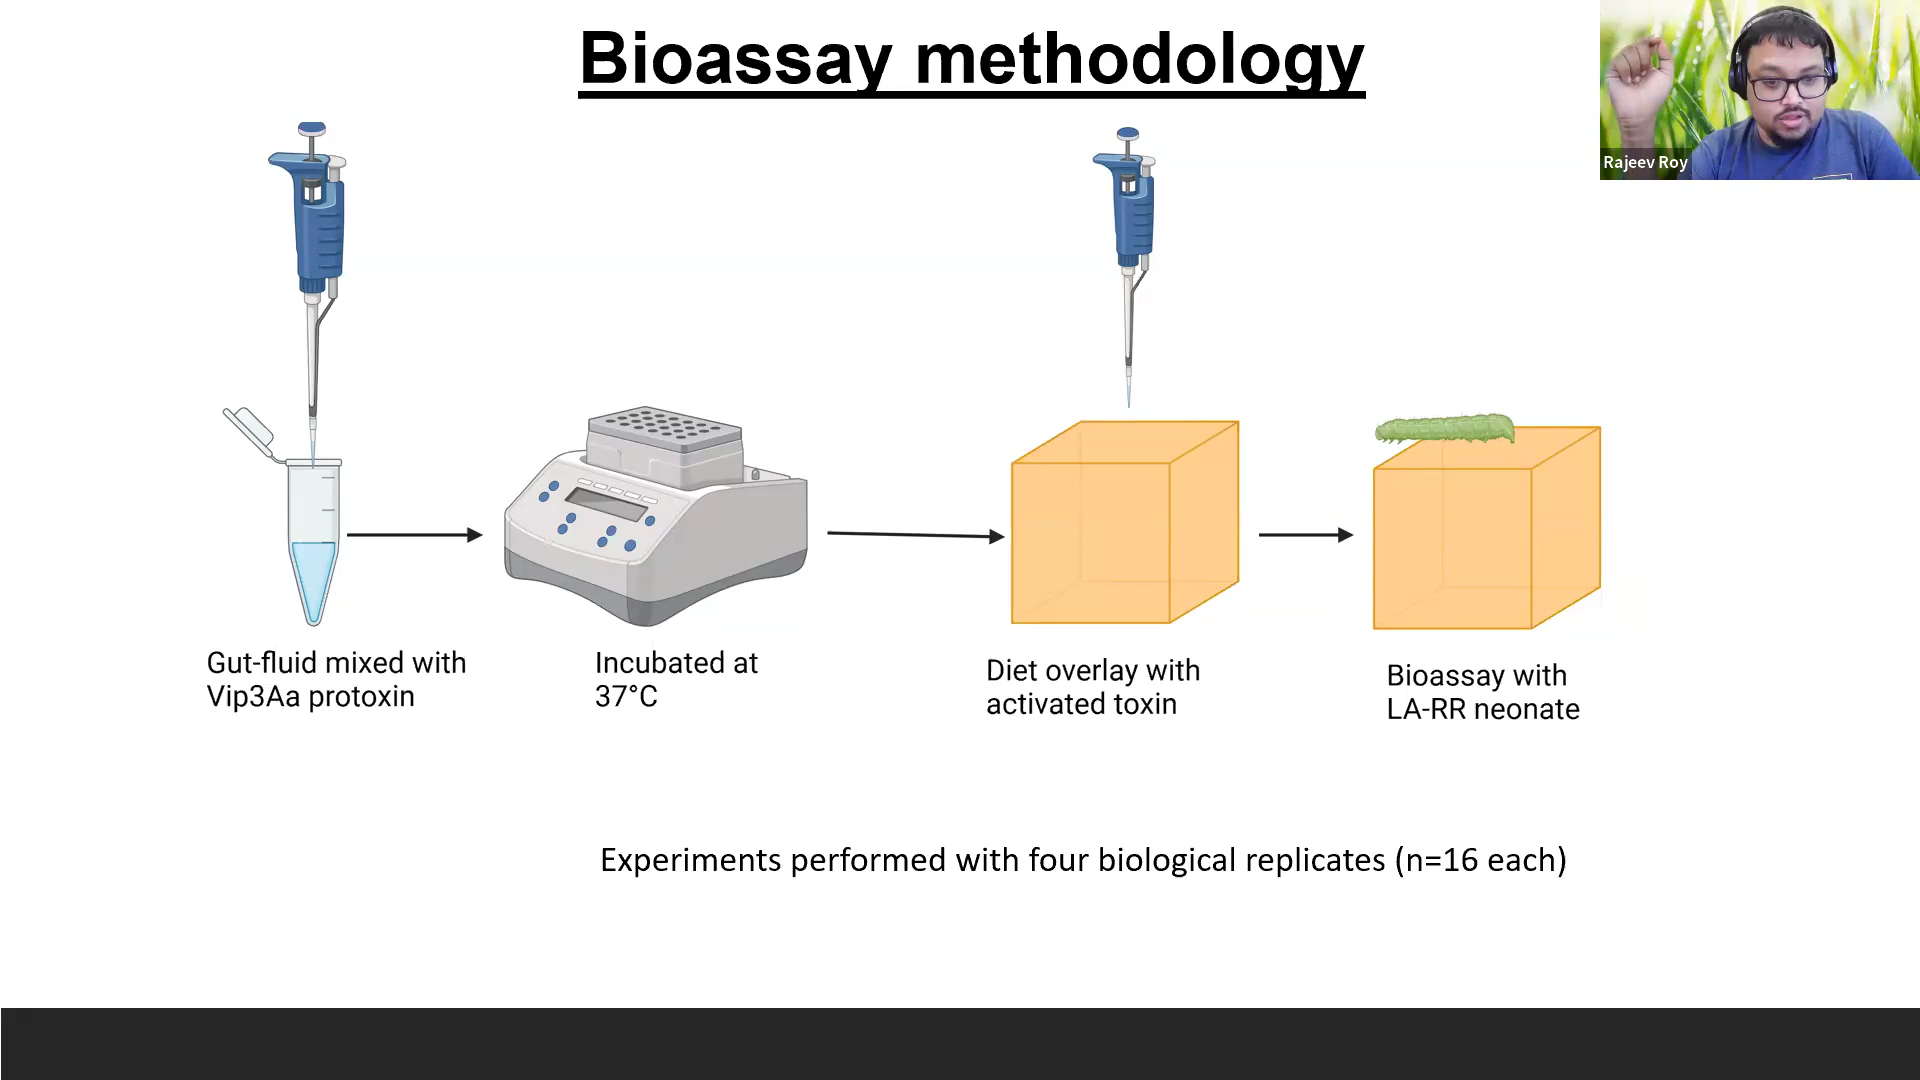 Bioassay methodology
Rajeev Roy
Gut-fluid mixed with
Vip3Aa protoxin
Incubated at
37°C
Diet overlay with
activated toxin
Bioassay with
LA-RR neonate
Experiments performed with four biological replicates (n=16 each)